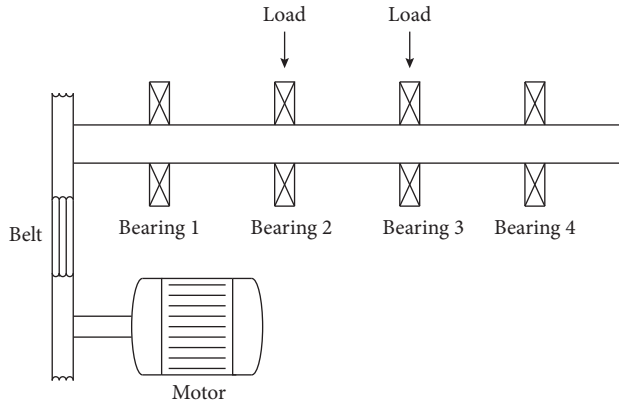 Load
Load
Bearing 1
Bearing 2
Bearing 3
Bearing 4
Belt
Motor